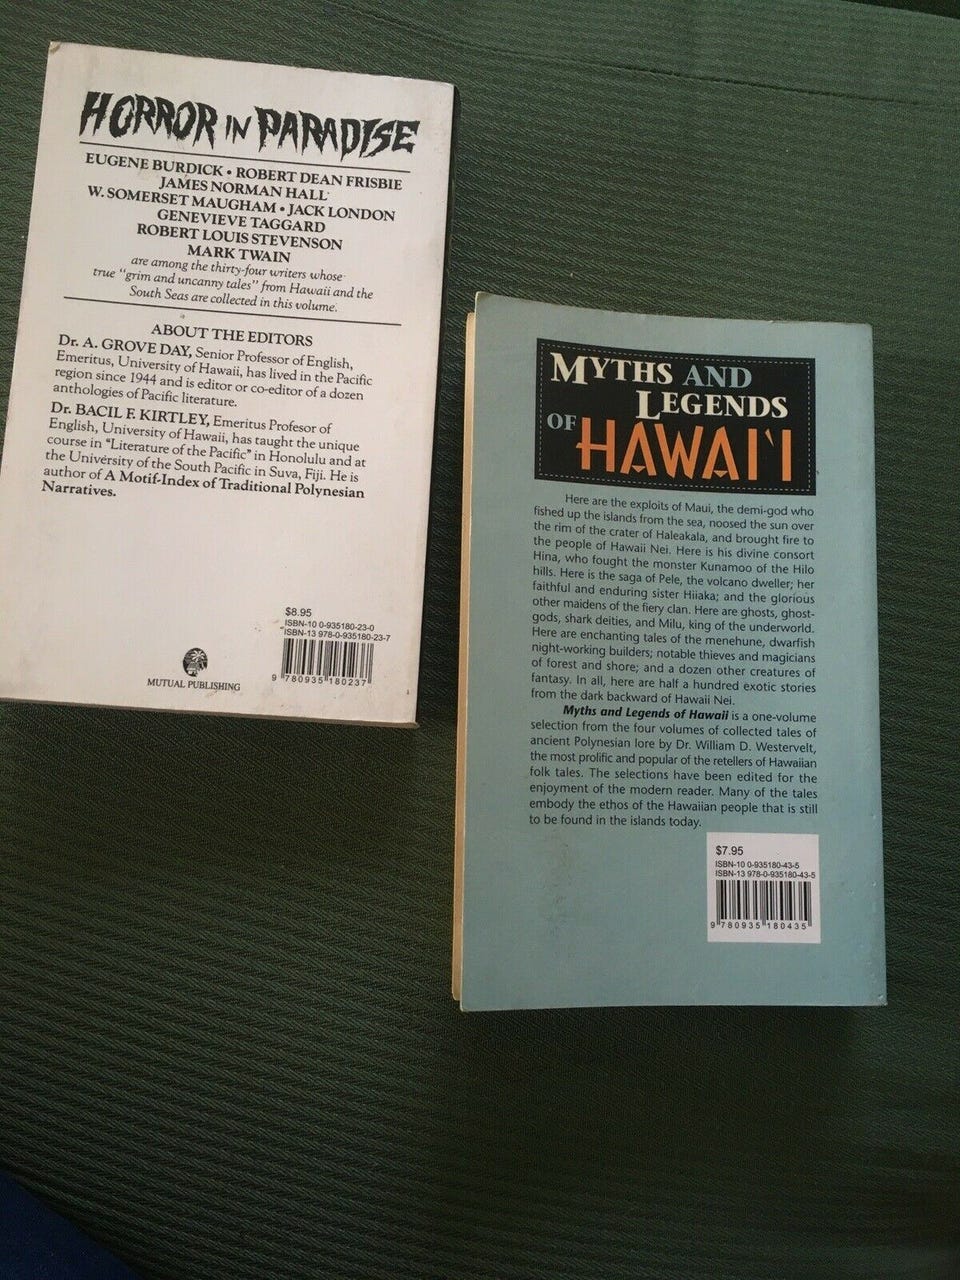 HORROR IN PARADISE
EUGENE BURDICK • ROBERT DEAN FRISBIE
JAMES NORMAN HALL
W. SOMERSET MAUGHAM • JACK LONDON
GENEVIEVE TAGGARD
ROBERT LOUIS STEVENSON
MARK TWAIN
are among the thirty-four writers whose
true "grim and uncanny tales" from Hawaii and the
South Seas are collected in this volume.
ABOUT THE EDITORS
Dr. A. GROVE DAY, Senior Professor of English,
Emeritus, University of Hawaii, has lived in the Pacific
region since 1944 and is editor or co-editor of a dozen
anthologies of Pacific literature.
Dr. BACIL F. KIRTLEY, Emeritus Profesor of
English, University of Hawaii, has taught the unique
course in "Literature of the Pacific" in Honolulu and at
the University of the South Pacific in Suva, Fiji. He is
author of A Motif-Index of Traditional Polynesian
Narratives.
$8.95
ISBN-10 0-935180-23-0
ISBN-13 978-0-935180-23-7
9 780935 180237
MUTUAL PUBLISHING
MYTHS AND
LEGENDS
OF HAWAI`I
Here are the exploits of Maui, the demi-god who
fished up the islands from the sea, noosed the sun over
the rim of the crater of Haleakala, and brought fire to
the people of Hawaii Nei. Here is his divine consort
Hina, who fought the monster Kunamoo of the Hilo
hills. Here is the saga of Pele, the volcano dweller; her
faithful and enduring sister Hiiaka; and the glorious
other maidens of the fiery clan. Here are ghosts, ghost-
gods, shark deities, and Milu, king of the underworld.
Here are enchanting tales of the menehune, dwarfish
night-working builders; notable thieves and magicians
of forest and shore; and a dozen other creatures of
fantasy. In all, here are half a hundred exotic stories
from the dark backward of Hawaii Nei.
Myths and Legends of Hawaii is a one-volume
selection from the four volumes of collected tales of
ancient Polynesian lore by Dr. William D. Westervelt,
the most prolific and popular of the retellers of Hawaiian
folk tales. The selections have been edited for the
enjoyment of the modern reader. Many of the tales
embody the ethos of the Hawaiian people that is still
to be found in the islands today.
$7.95
ISBN-10 0-935180-43-5
ISBN-13 978-0-935180-43-5
9 780935 180435